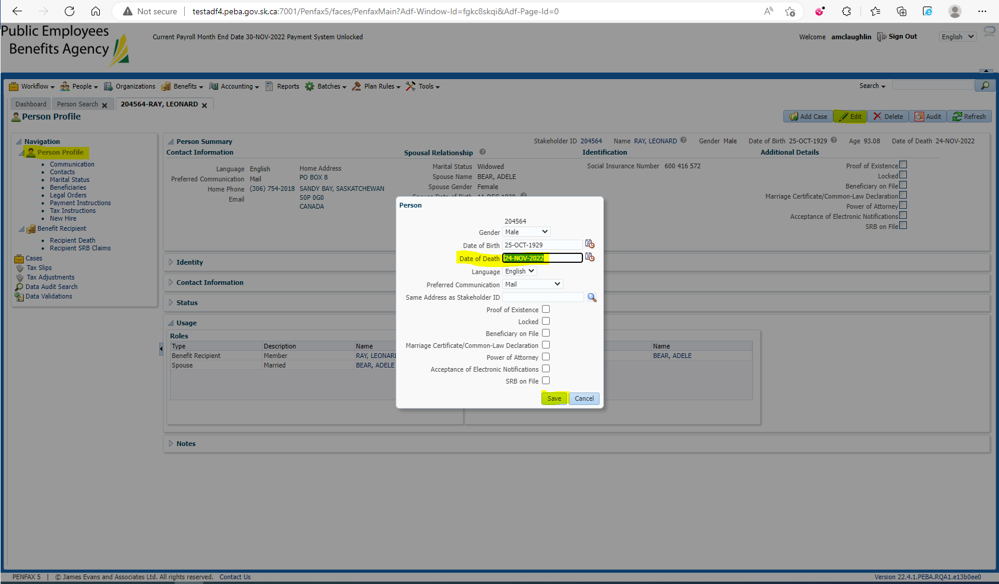 Not secure
testadf4.peba.gov.sk.ca:7001/Penfax5/faces/PenfaxMain?Adf-Window-Id=fgkc8skqi&Adf-Page-Id=0
Public Employees
Benefits Agency
Current Payroll Month End Date 30-NOV-2022 Payment System Unlocked
Welcome amclaughlin Sign Out English
Workflow People Organizations Benefits Accounting Reports Batches Plan Rules Tools Search
Dashboard Person Search 204564-RAY, LEONARD
Person Profile
Add Case Edit Delete Audit Refresh
Navigation
Person Profile
Communication
Contacts
Marital Status
Beneficiaries
Legal Orders
Payment Instructions
Tax Instructions
New Hire
Benefit Recipient
Recipient Death
Recipient SRB Claims
Cases
Tax Slips
Tax Adjustments
Data Audit Search
Data Validations
Person Summary
Stakeholder ID 204564 Name RAY, LEONARD Gender Male Date of Birth 25-OCT-1929 Age 93.08 Date of Death 24-NOV-2022
Contact Information
Language English
Preferred Communication Mail
Home Phone (306) 754-2018
Email
Home Address
PO BOX 8
SANDY BAY, SASKATCHEWAN
S0P 0G0
CANADA
Spousal Relationship
Marital Status Widowed
Spouse Name BEAR, ADELE
Spouse Gender Female
Identification
Social Insurance Number 600 416 572
Additional Details
Proof of Existence
Locked
Beneficiary on File
Marriage Certificate/Common-Law Declaration
Power of Attorney
Acceptance of Electronic Notifications
SRB on File
Identity
Contact Information
Status
Usage
Roles
Type Description Name
Benefit Recipient Member RAY, LEONARD
Spouse Married BEAR, ADELE
Name
BEAR, ADELE
Notes
Person
204564
Gender Male
Date of Birth 25-OCT-1929
Date of Death 24-NOV-2022
Language English
Preferred Communication Mail
Same Address as Stakeholder ID
Proof of Existence
Locked
Beneficiary on File
Marriage Certificate/Common-Law Declaration
Power of Attorney
Acceptance of Electronic Notifications
SRB on File
Save Cancel
PENFAX 5 | © James Evans and Associates Ltd. All rights reserved. Contact Us
Version 22.4.1.PEBA.RQA1.e13b0ee0